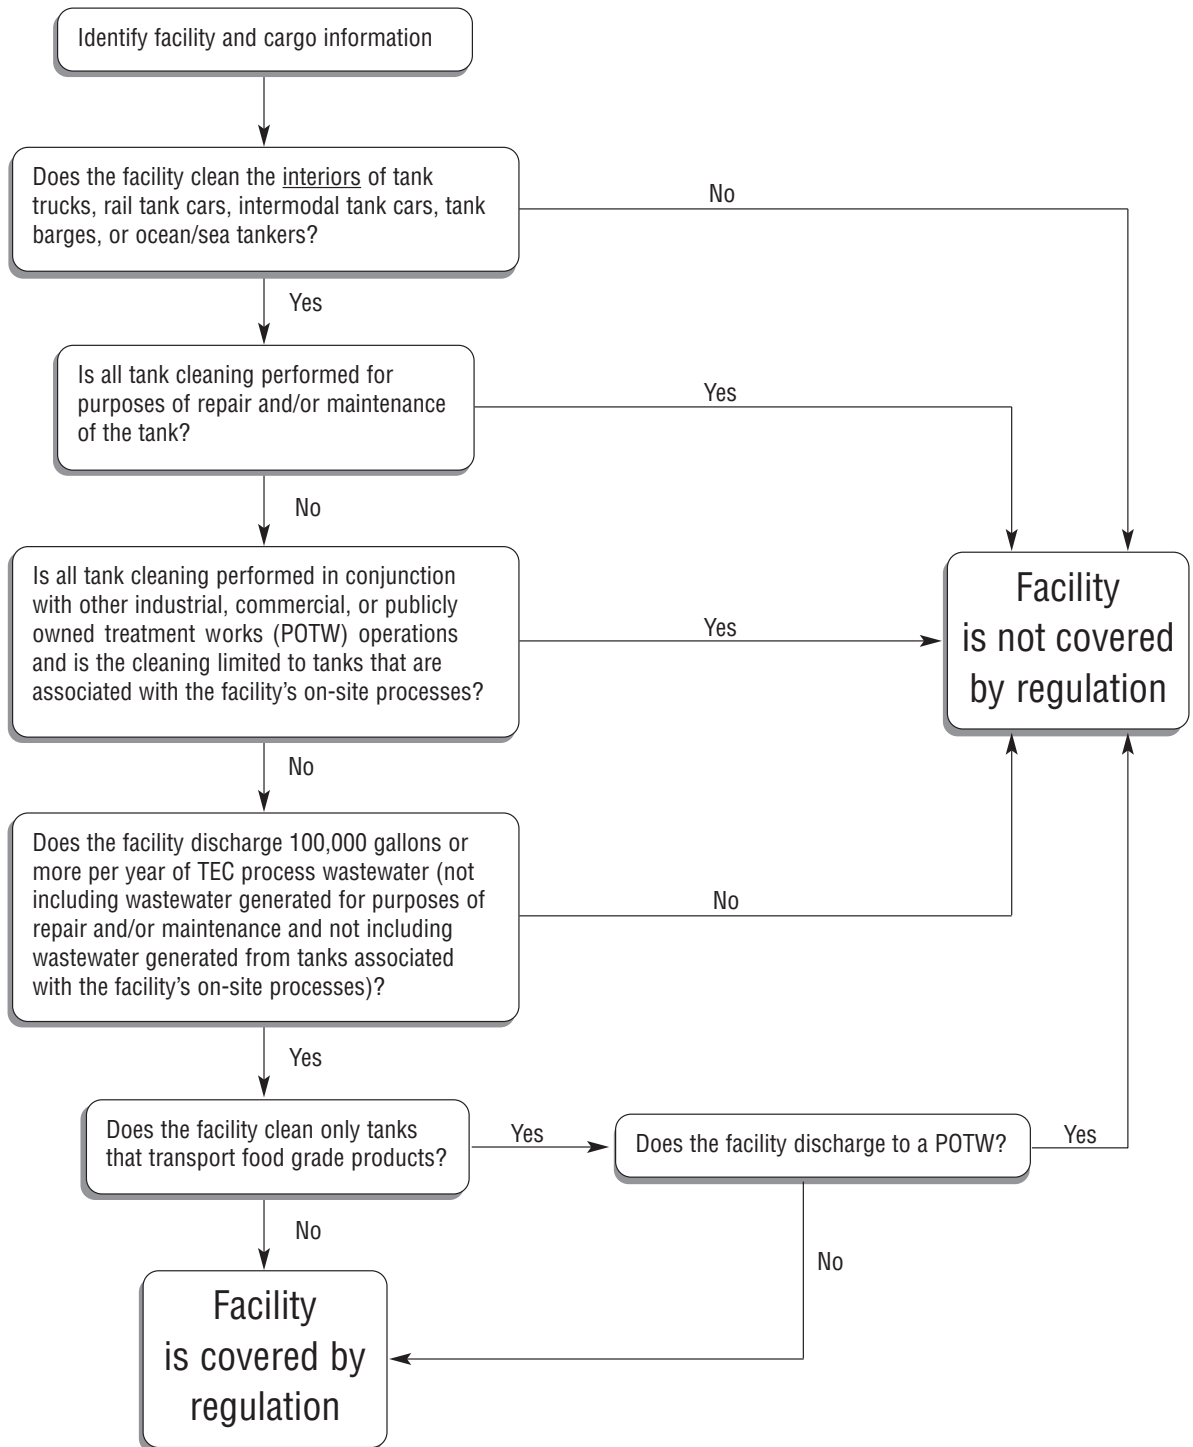 Identify facility and cargo information
Does the facility clean the interiors of tank
trucks, rail tank cars, intermodal tank cars, tank
barges, or ocean/sea tankers?
No
Yes
Is all tank cleaning performed for
purposes of repair and/or maintenance
of the tank?
Yes
No
Is all tank cleaning performed in conjunction
with other industrial, commercial, or publicly
owned treatment works (POTW) operations
and is the cleaning limited to tanks that are
associated with the facility’s on-site processes?
Yes
Facility
is not covered
by regulation
No
Does the facility discharge 100,000 gallons or
more per year of TEC process wastewater (not
including wastewater generated for purposes of
repair and/or maintenance and not including
wastewater generated from tanks associated
with the facility’s on-site processes)?
No
Yes
Does the facility clean only tanks
that transport food grade products?
Yes
Does the facility discharge to a POTW?
Yes
No
No
Facility
is covered by
regulation